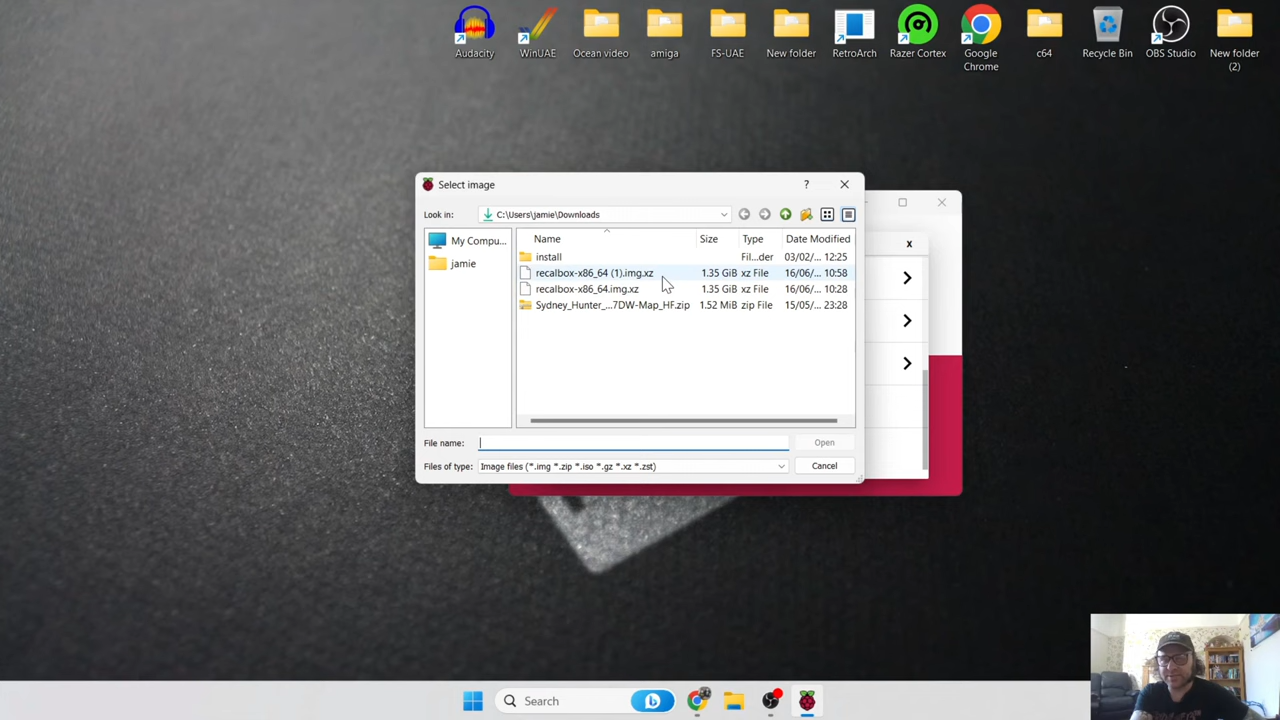 Audacity
WinUAE
Ocean video
amiga
FS-UAE
New folder
RetroArch
Razer Cortex
Google
Chrome
c64
Recycle Bin
OBS Studio
New folder
(2)
Select image
?
Look in:
C:\Users\jamie\Downloads
My Compu...
jamie
Name
Size
Type
Date Modified
install
Fil...der
03/02/... 12:25
recalbox-x86_64 (1).img.xz
1.35 GiB
xz File
16/06/... 10:58
recalbox-x86_64.img.xz
1.35 GiB
xz File
16/06/... 10:28
Sydney_Hunter_...7DW-Map_HF.zip
1.52 MiB
zip File
15/05/... 23:28
File name:
Open
Files of type:
Image files (*.img *.zip *.iso *.gz *.xz *.zst)
Cancel
x
Search